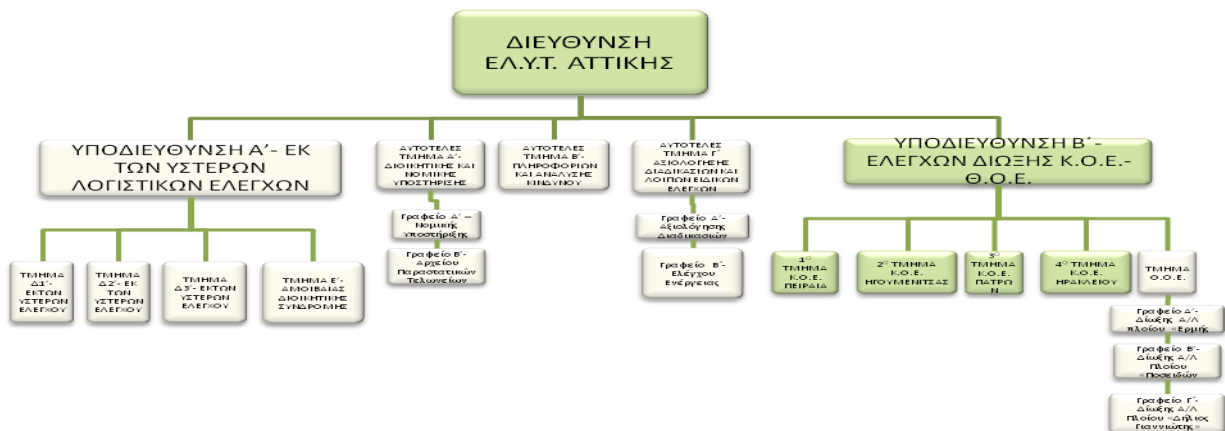 ΔΙΕΥΘΥΝΣΗ
ΕΛ.Υ.Τ. ΑΤΤΙΚΗΣ
ΥΠΟΔΙΕΥΘΥΝΣΗ Α΄- ΕΚ
ΤΩΝ ΥΣΤΕΡΩΝ
ΛΟΓΙΣΤΙΚΩΝ ΕΛΕΓΧΩΝ
ΑΥΤΟΤΕΛΕΣ
ΤΜΗΜΑ Α΄-
ΔΙΟΙΚΗΤΙΚΗΣ ΚΑΙ
ΝΟΜΙΚΗΣ
ΥΠΟΣΤΗΡΙΞΗΣ
ΑΥΤΟΤΕΛΕΣ
ΤΜΗΜΑ Β΄-
ΠΛΗΡΟΦΟΡΙΩΝ
ΚΑΙ ΑΝΑΛΥΣΗΣ
ΚΙΝΔΥΝΟΥ
ΑΥΤΟΤΕΛΕΣ
ΤΜΗΜΑ Γ΄
ΑΞΙΟΛΟΓΗΣΗΣ
ΔΙΑΔΙΚΑΣΙΩΝ ΚΑΙ
ΛΟΙΠΩΝ ΕΙΔΙΚΩΝ
ΕΛΕΓΧΩΝ
ΥΠΟΔΙΕΥΘΥΝΣΗ Β΄-
ΕΛΕΓΧΩΝ ΔΙΩΞΗΣ Κ.Ο.Ε.-
Θ.Ο.Ε.
Γραφείο Α΄ –
Νομικής
Υποστήριξης
Γραφείο Β΄-
Αρχείου
Παραστατικών
Τελωνείων
Γραφείο Α΄-
Αξιολόγησης
Διαδικασιών
Γραφείο Β΄-
Ελέγχου
Ενέργειας
ΤΜΗΜΑ
Δ1΄-
ΕΚ ΤΩΝ ΥΣΤΕΡΩΝ
ΕΛΕΓΧΟΥ
ΤΜΗΜΑ
Δ2΄- ΕΚ
ΤΩΝ
ΥΣΤΕΡΩΝ
ΕΛΕΓΧΟΥ
ΤΜΗΜΑ
Δ3΄- ΕΚ ΤΩΝ
ΥΣΤΕΡΩΝ
ΕΛΕΓΧΟΥ
ΤΜΗΜΑ Ε΄-
ΑΜΟΙΒΑΙΑΣ
ΔΙΟΙΚΗΤΙΚΗΣ
ΣΥΝΔΡΟΜΗΣ
1Ο
ΤΜΗΜΑ
Κ.Ο.Ε.
ΠΕΙΡΑΙΑ
2Ο ΤΜΗΜΑ
Κ.Ο.Ε.
ΗΓΟΥΜΕΝΙΤΣΑΣ
3Ο
ΤΜΗΜΑ
Κ.Ο.Ε.
ΠΑΤΡΩ
Ν
4Ο ΤΜΗΜΑ
Κ.Ο.Ε.
ΗΡΑΚΛΕΙΟΥ
ΤΜΗΜΑ
Θ.Ο.Ε.
Γραφείο Α΄-
Δίωξης Α/Λ
πλοίου «Ερμής
Γραφείο Β΄-
Δίωξης Α/Λ
Πλοίου
«Ποσειδών
Γραφείο Γ΄-
Δίωξης Α/Λ
Πλοίου «Δήλιος
Γιαννιώτης»